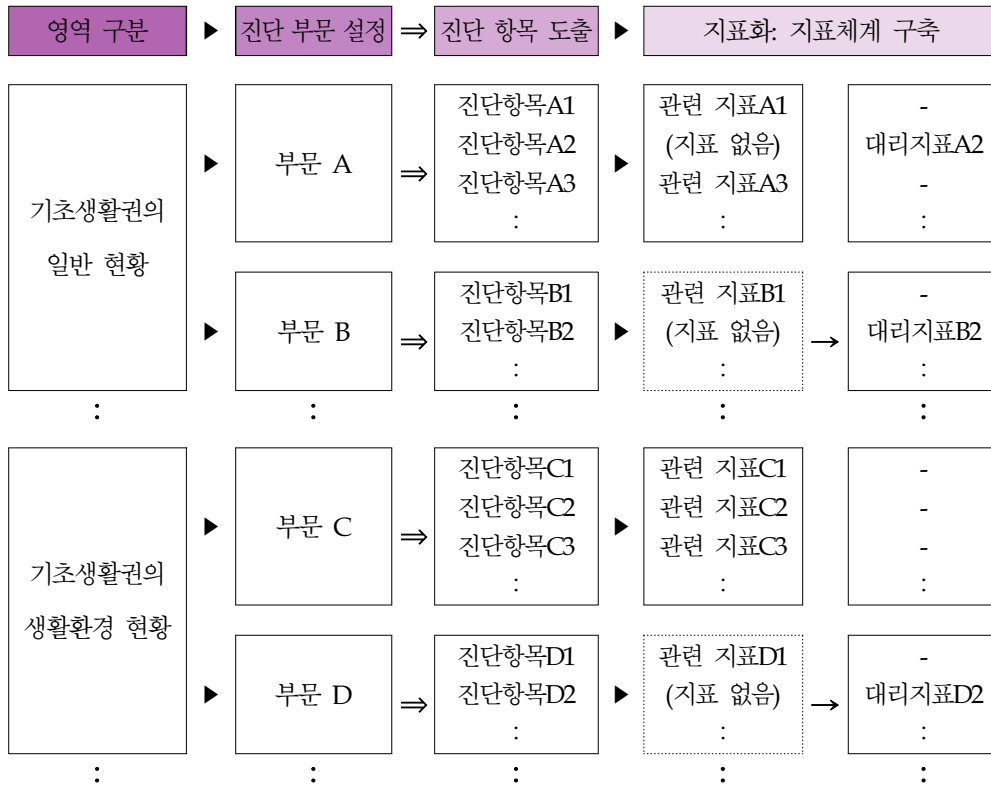 영역 구분 ▶ 진단 부문 설정 ⇒ 진단 항목 도출 ▶ 지표화: 지표체계 구축
기초생활권의
일반 현황
▶
부문 A
⇒
진단항목A1
진단항목A2
진단항목A3
:
▶
관련 지표A1
(지표 없음)
관련 지표A3
:
-
대리지표A2
-
:
▶
부문 B
⇒
진단항목B1
진단항목B2
:
▶
관련 지표B1
(지표 없음)
:
→
-
대리지표B2
:
: : : : :
기초생활권의
생활환경 현황
▶
부문 C
⇒
진단항목C1
진단항목C2
진단항목C3
:
▶
관련 지표C1
관련 지표C2
관련 지표C3
:
-
-
-
:
▶
부문 D
⇒
진단항목D1
진단항목D2
:
▶
관련 지표D1
(지표 없음)
:
→
-
대리지표D2
:
: : : : :